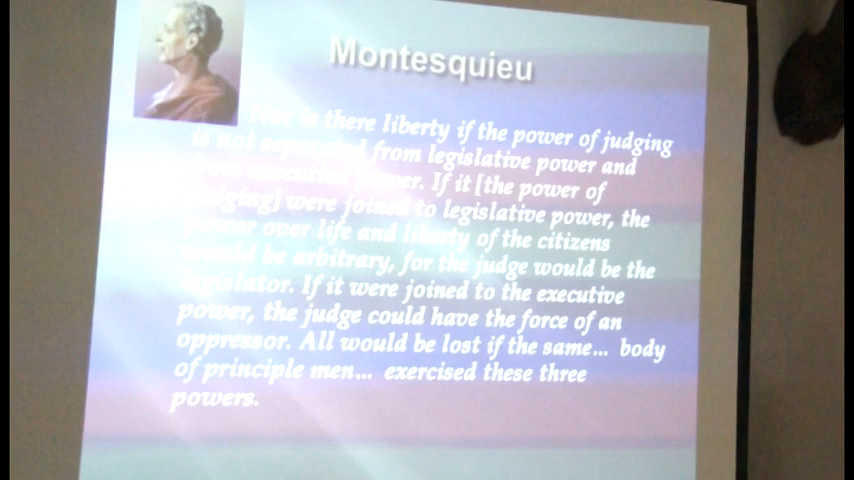 Montesquieu
Nor is there liberty if the power of judging
is not separated from legislative power and
from executive power. If it [the power of
judging] were joined to legislative power, the
power over life and liberty of the citizens
would be arbitrary, for the judge would be the
legislator. If it were joined to the executive
power, the judge could have the force of an
oppressor. All would be lost if the same... body
of principle men... exercised these three
powers.